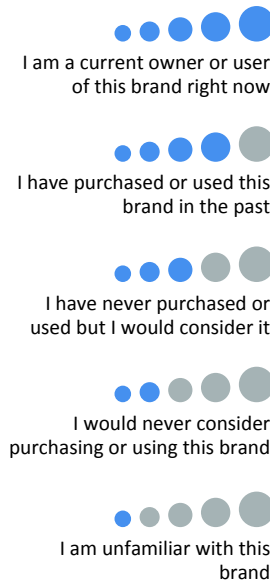 I am a current owner or user
of this brand right now
I have purchased or used this
brand in the past
I have never purchased or
used but I would consider it
I would never consider
purchasing or using this brand
I am unfamiliar with this
brand